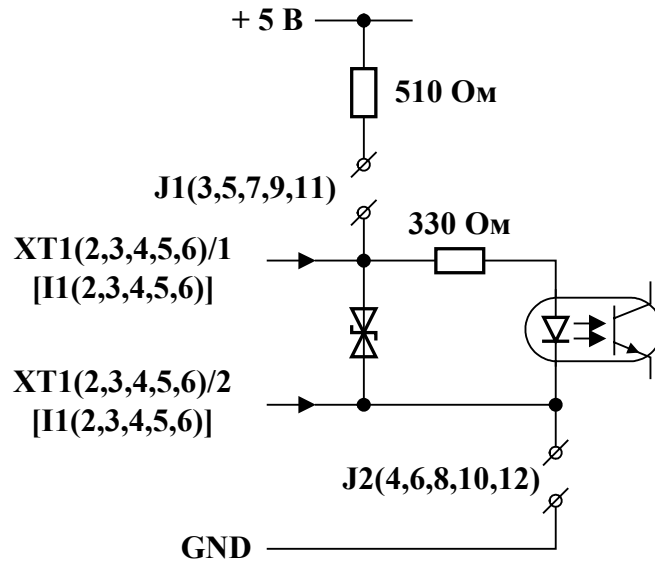 + 5 В
510 Ом
J1(3,5,7,9,11)
330 Ом
XT1(2,3,4,5,6)/1
[I1(2,3,4,5,6)]
XT1(2,3,4,5,6)/2
[I1(2,3,4,5,6)]
J2(4,6,8,10,12)
GND